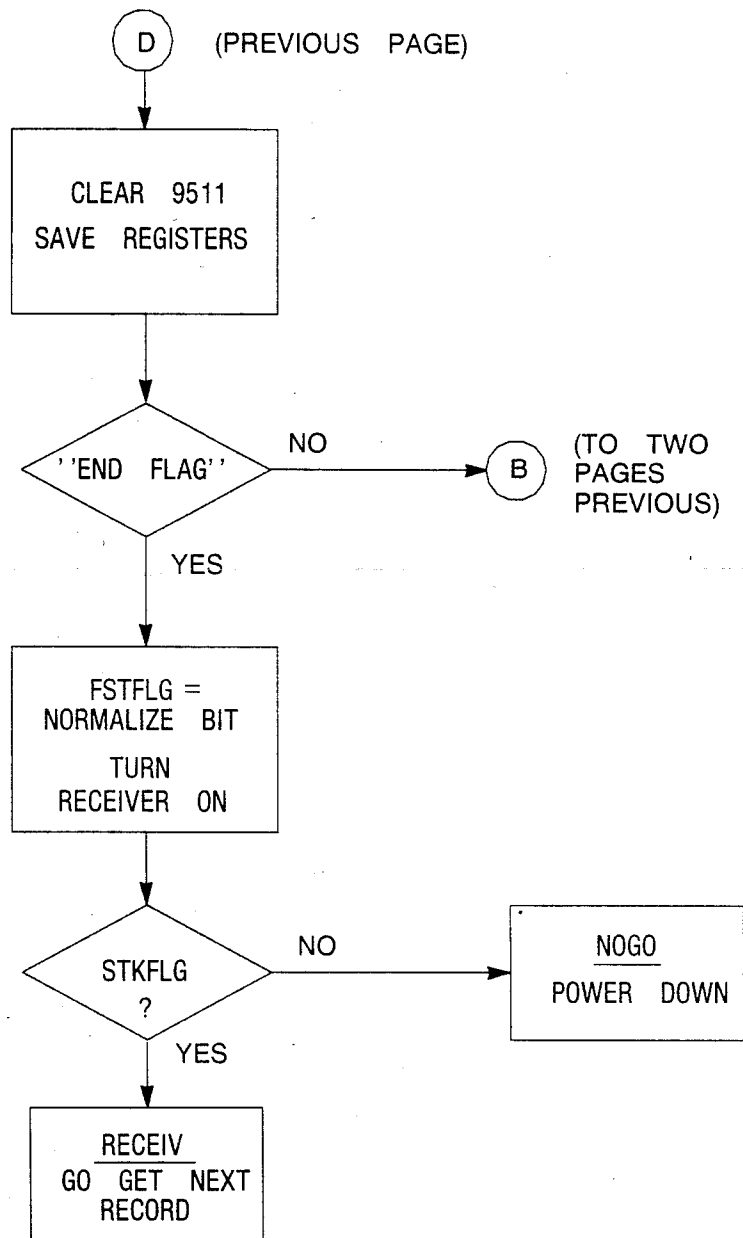 D (PREVIOUS PAGE)
CLEAR 9511
SAVE REGISTERS
''END FLAG''
NO
B
(TO TWO
PAGES
PREVIOUS)
YES
FSTFLG =
NORMALIZE BIT
TURN
RECEIVER ON
STKFLG
?
NO
NOGO
POWER DOWN
YES
RECEIV
GO GET NEXT
RECORD